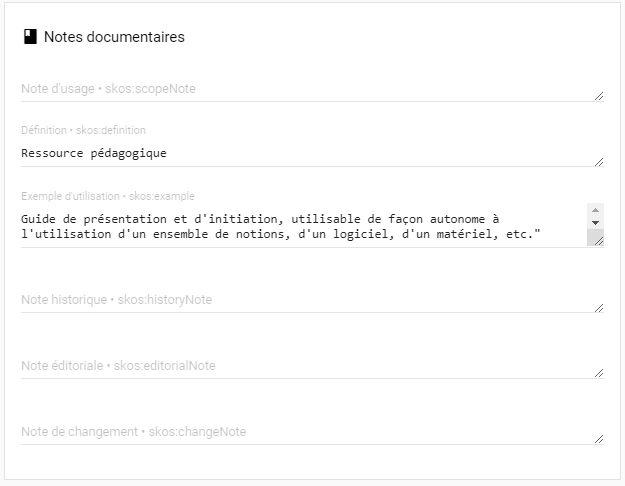 Notes documentaires
Note d'usage • skos:scopeNote
Définition • skos:definition
Ressource pédagogique
Exemple d'utilisation • skos:example
Guide de présentation et d'initiation, utilisable de façon autonome à
l'utilisation d'un ensemble de notions, d'un logiciel, d'un matériel, etc."
Note historique • skos:historyNote
Note éditoriale • skos:editorialNote
Note de changement • skos:changeNote